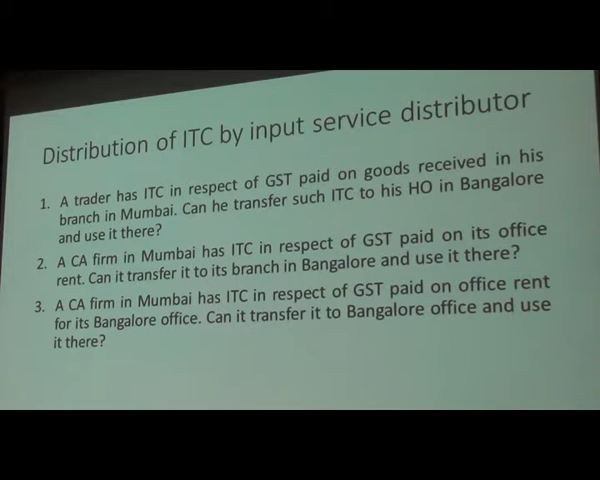 Distribution of ITC by input service distributor
1. A trader has ITC in respect of GST paid on goods received in his
branch in Mumbai. Can he transfer such ITC to his HO in Bangalore
and use it there?
2. A CA firm in Mumbai has ITC in respect of GST paid on its office
rent. Can it transfer it to its branch in Bangalore and use it there?
3. A CA firm in Mumbai has ITC in respect of GST paid on office rent
for its Bangalore office. Can it transfer it to Bangalore office and use
it there?